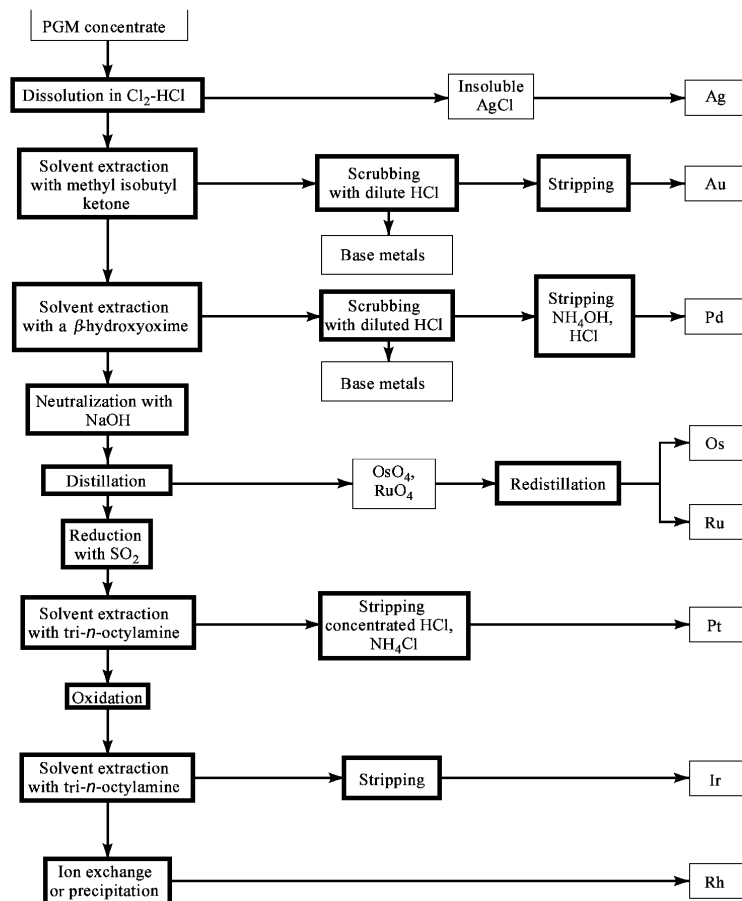 PGM concentrate
Dissolution in Cl₂-HCl
Insoluble
AgCl
Ag
Solvent extraction
with methyl isobutyl
ketone
Scrubbing
with dilute HCl
Stripping
Au
Base metals
Solvent extraction
with a β-hydroxyoxime
Scrubbing
with diluted HCl
Stripping
NH₄OH,
HCl
Pd
Base metals
Neutralization with
NaOH
Distillation
OsO₄,
RuO₄
Redistillation
Os
Ru
Reduction
with SO₂
Solvent extraction
with tri-n-octylamine
Stripping
concentrated HCl,
NH₄Cl
Pt
Oxidation
Solvent extraction
with tri-n-octylamine
Stripping
Ir
Ion exchange
or precipitation
Rh